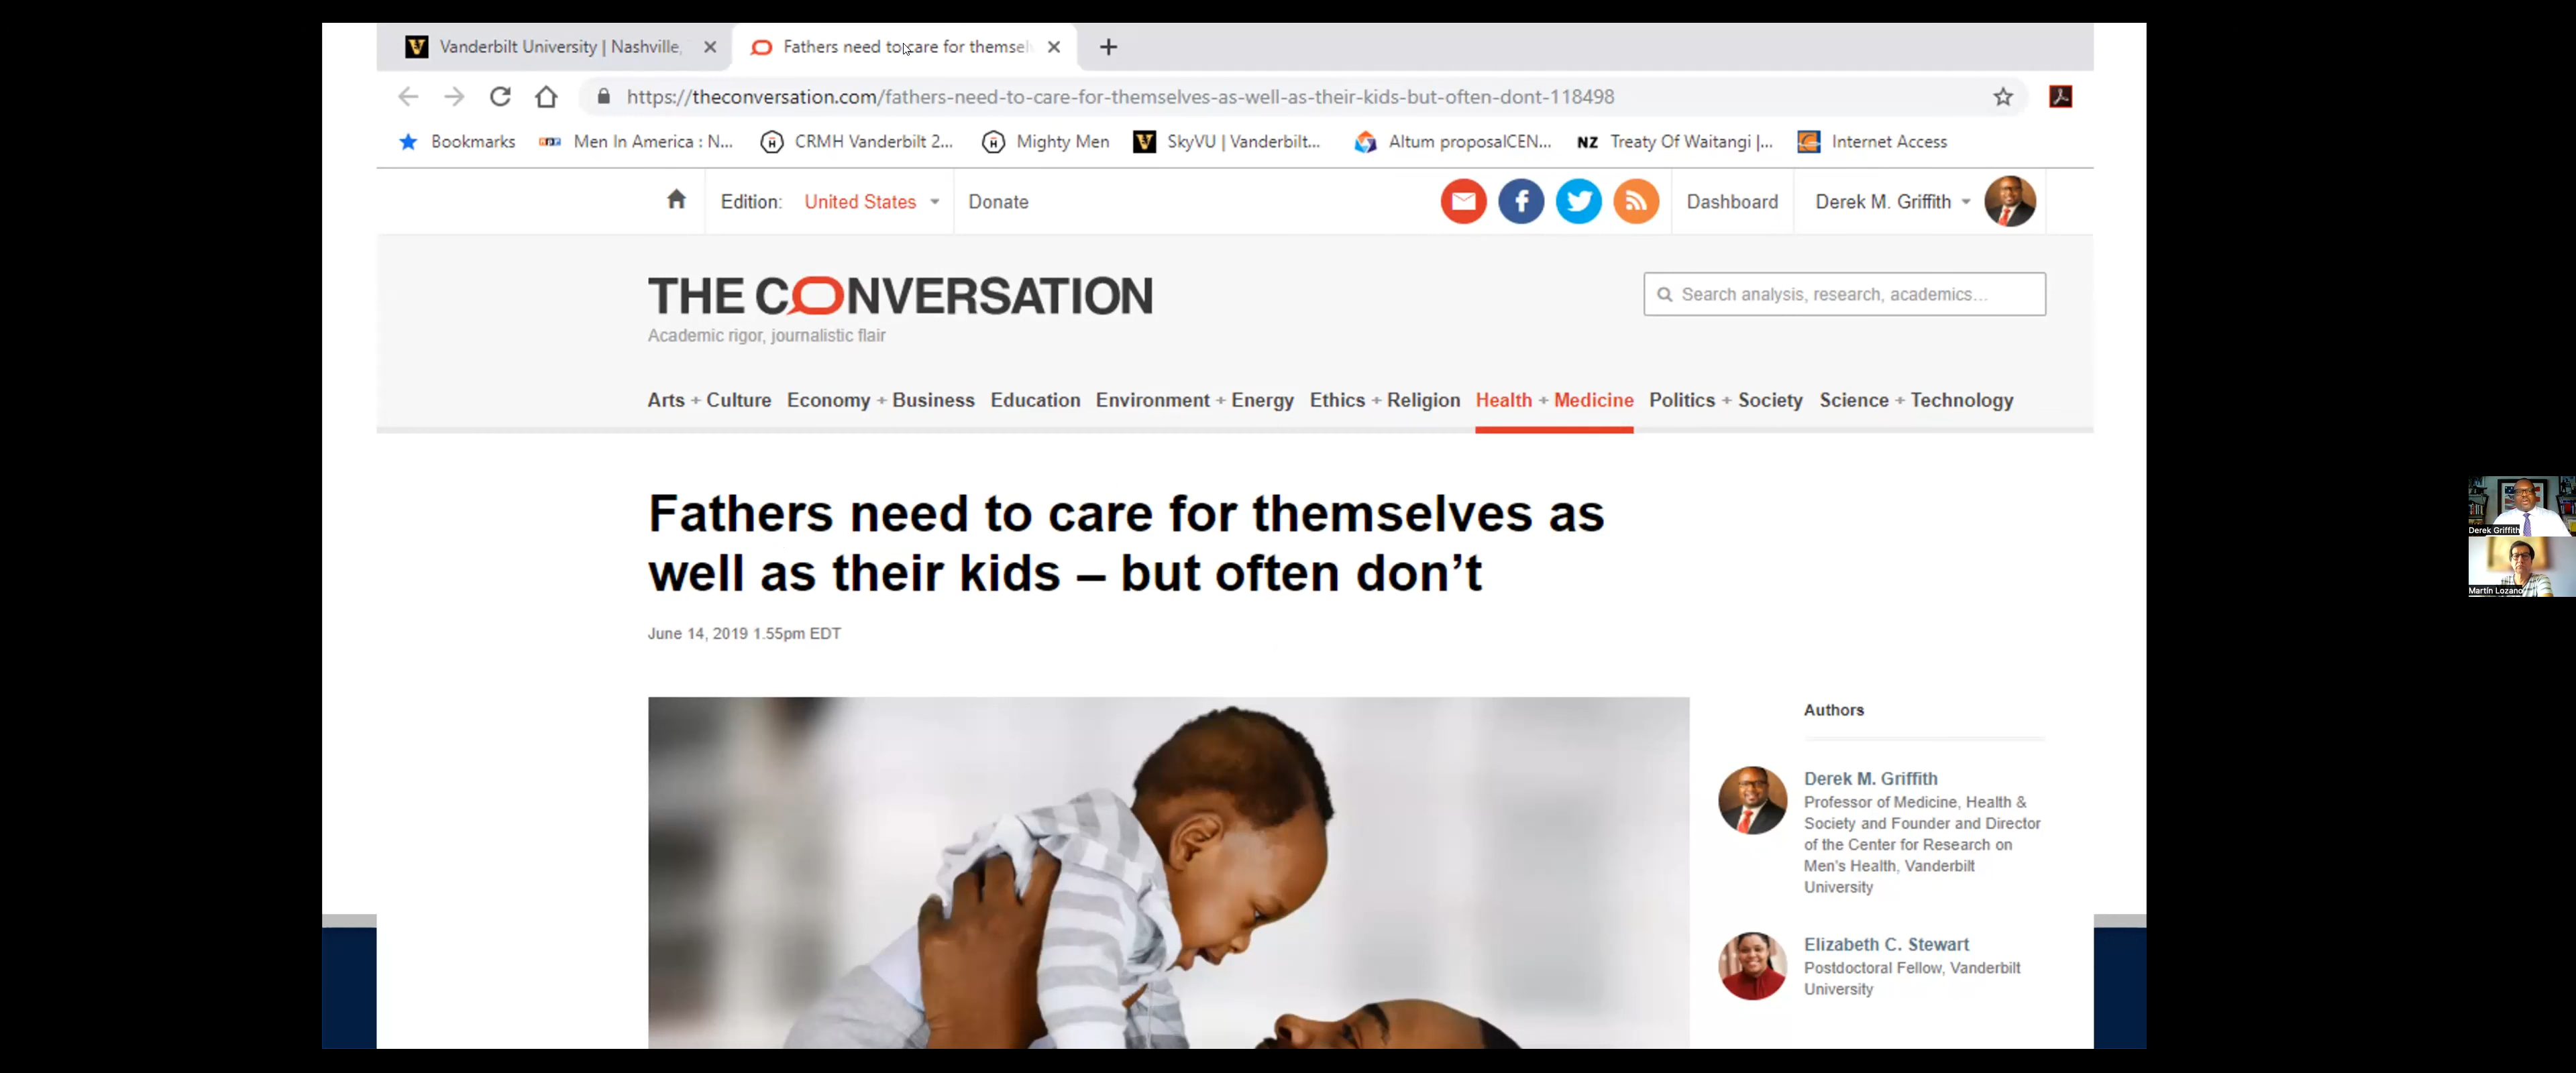 Vanderbilt University | Nashville,
Fathers need to care for themsel
https://theconversation.com/fathers-need-to-care-for-themselves-as-well-as-their-kids-but-often-dont-118498
Bookmarks
Men In America : N...
CRMH Vanderbilt 2...
Mighty Men
SkyVU | Vanderbilt...
Altum proposalCEN...
NZ Treaty Of Waitangi |...
Internet Access
Edition: United States
Donate
Dashboard
Derek M. Griffith
THE CONVERSATION
Academic rigor, journalistic flair
Search analysis, research, academics...
Arts + Culture
Economy + Business
Education
Environment + Energy
Ethics + Religion
Health + Medicine
Politics + Society
Science + Technology
Fathers need to care for themselves as
well as their kids – but often don’t
June 14, 2019 1.55pm EDT
Authors
Derek M. Griffith
Professor of Medicine, Health &
Society and Founder and Director
of the Center for Research on
Men's Health, Vanderbilt
University
Elizabeth C. Stewart
Postdoctoral Fellow, Vanderbilt
University
Derek Griffith
Martin Lozano